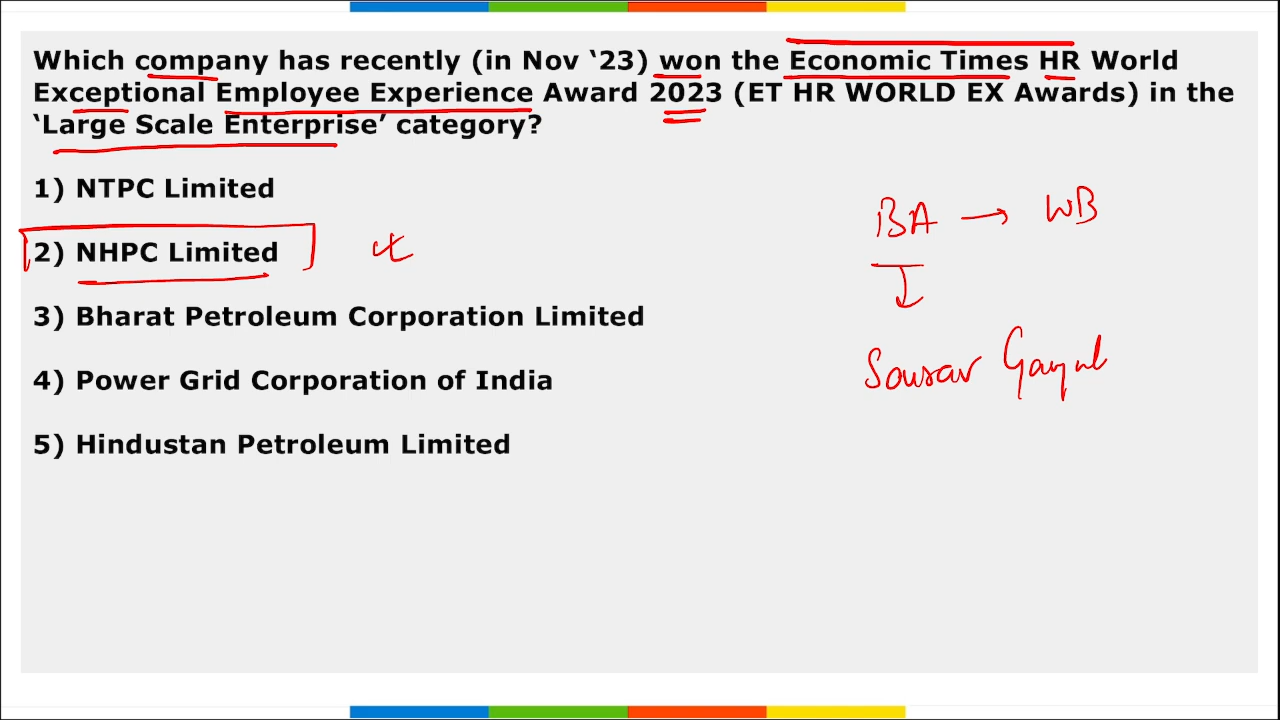 Which company has recently (in Nov ‘23) won the Economic Times HR World
Exceptional Employee Experience Award 2023 (ET HR WORLD EX Awards) in the
‘Large Scale Enterprise’ category?
1) NTPC Limited
BA → WB
2) NHPC Limited
3) Bharat Petroleum Corporation Limited
Sourav
4) Power Grid Corporation of India
5) Hindustan Petroleum Limited